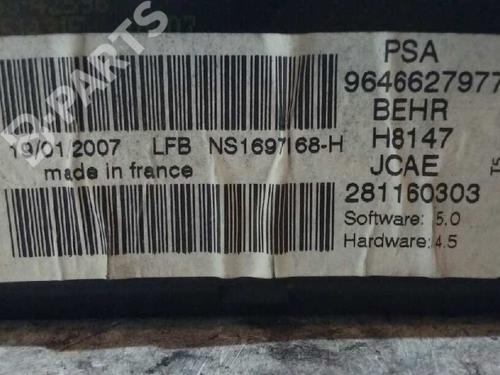 B-PARTS
PSA
9646627977
BEHR
19/01/2007 LFB NS1697168-H
H8147
made in france
JCAE
281160303
Software: 5.0
Hardware: 4.5